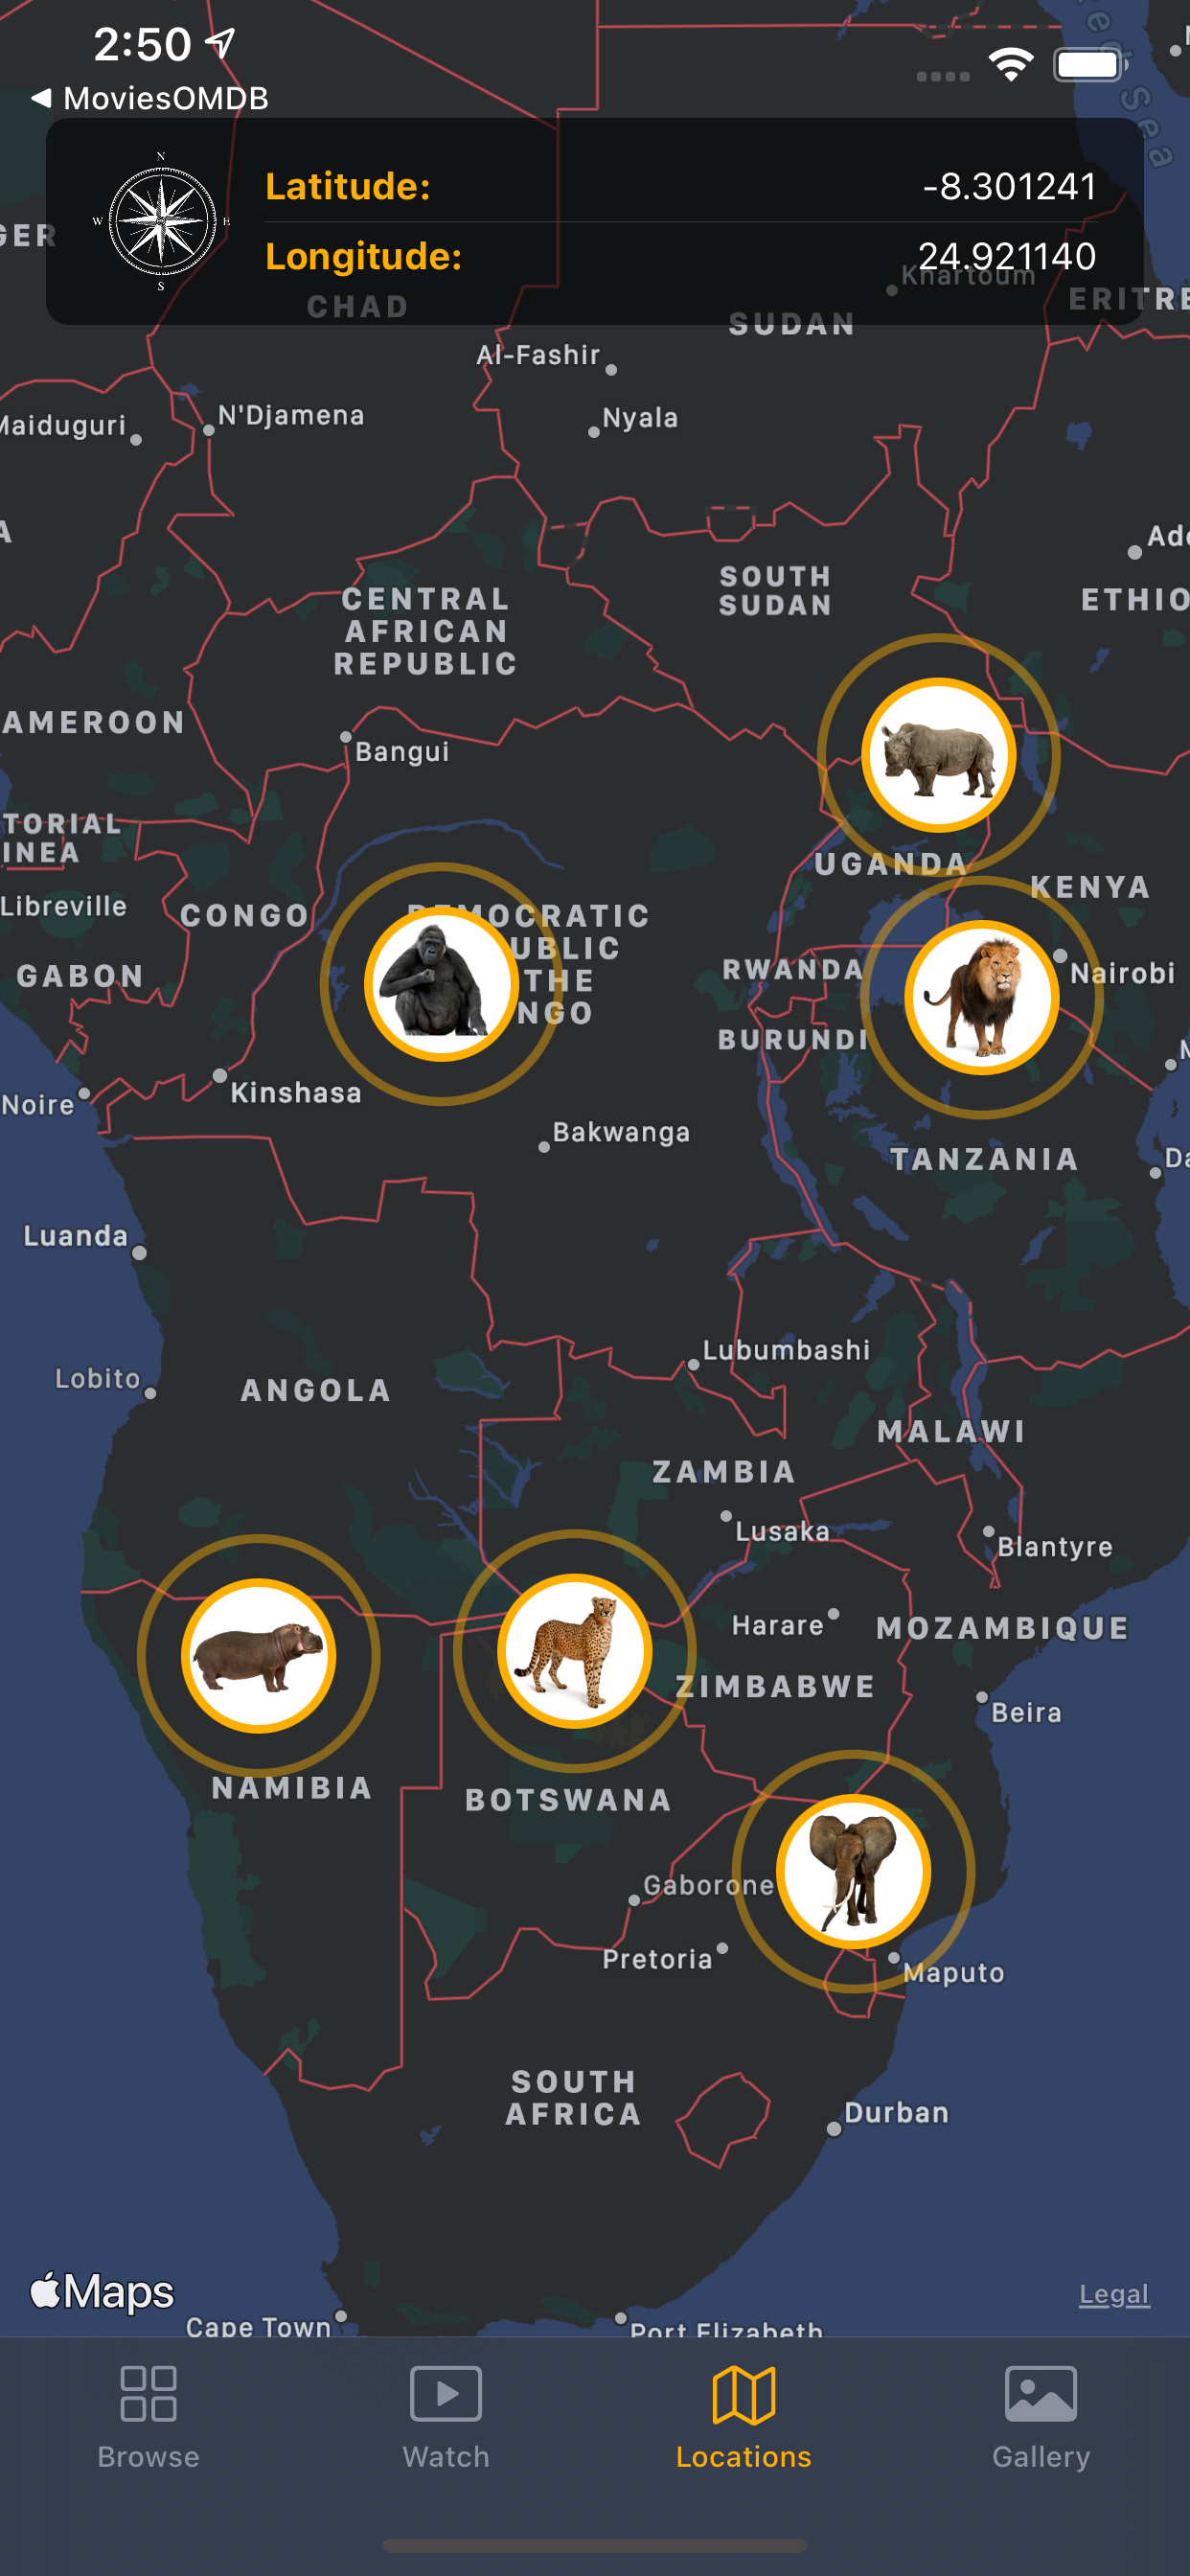 2:50
MoviesOMDB
N
W
E
S
Latitude:
-8.301241
Longitude:
24.921140
Sea
GER
Khartoum
CHAD
ERITRE
SUDAN
Al-Fashir
Maiduguri
N'Djamena
Nyala
A
Ad
SOUTH
SUDAN
ETHIO
CENTRAL
AFRICAN
REPUBLIC
AMEROON
Bangui
TORIAL
INEA
UGANDA
KENYA
Libreville
CONGO
DEMOCRATIC
UBLIC
THE
NGO
GABON
RWANDA
Nairobi
BURUNDI
M
Noire
Kinshasa
Bakwanga
TANZANIA
Da
Luanda
Lubumbashi
Lobito
ANGOLA
MALAWI
ZAMBIA
Lusaka
Blantyre
Harare
MOZAMBIQUE
ZIMBABWE
Beira
NAMIBIA
BOTSWANA
Gaborone
Pretoria
Maputo
SOUTH
AFRICA
Durban
Maps
Legal
Cape Town
Port Elizabeth
Browse
Watch
Locations
Gallery